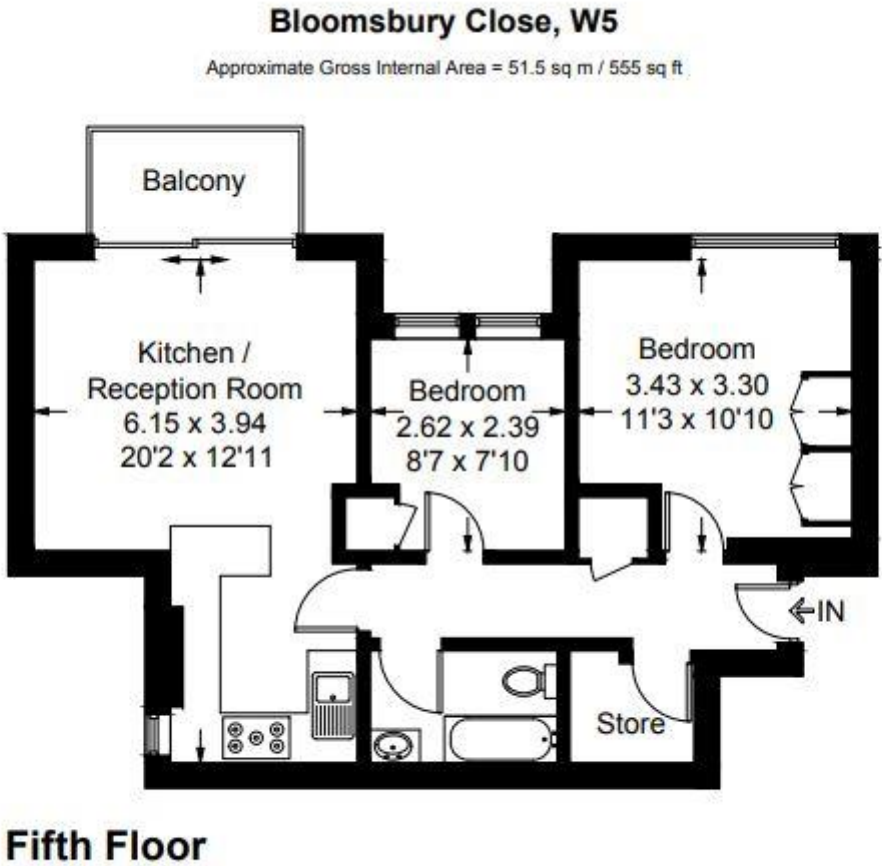 Bloomsbury Close, W5
Approximate Gross Internal Area = 51.5 sq m / 555 sq ft
Balcony
Kitchen /
Reception Room
6.15 x 3.94
20'2 x 12'11
Bedroom
2.62 x 2.39
8'7 x 7'10
Bedroom
3.43 x 3.30
11'3 x 10'10
IN
Store
Fifth Floor